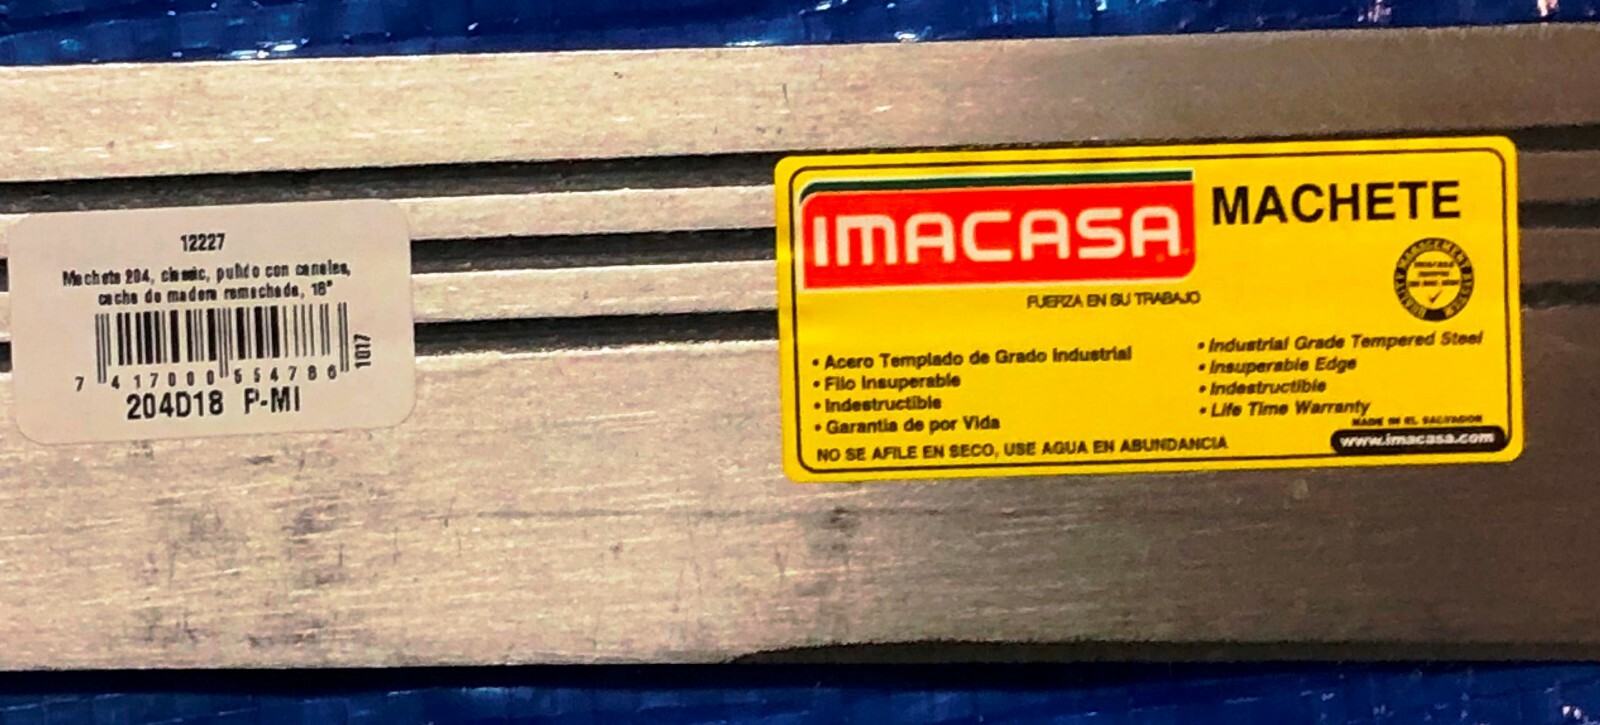 12227
Machete 204, classic, pulido con canales,
cacha de madera remachada, 18"
7 417000 554786
1017
204D18 P-MI
IMACASA
MACHETE
FUERZA EN SU TRABAJO
QUALITY MANAGEMENT
• Acero Templado de Grado Industrial
• Filo Insuperable
• Indestructible
• Garantia de por Vida
• Industrial Grade Tempered Steel
• Insuperable Edge
• Indestructible
• Life Time Warranty
MADE IN EL SALVADOR
www.imacasa.com
NO SE AFILE EN SECO, USE AGUA EN ABUNDANCIA